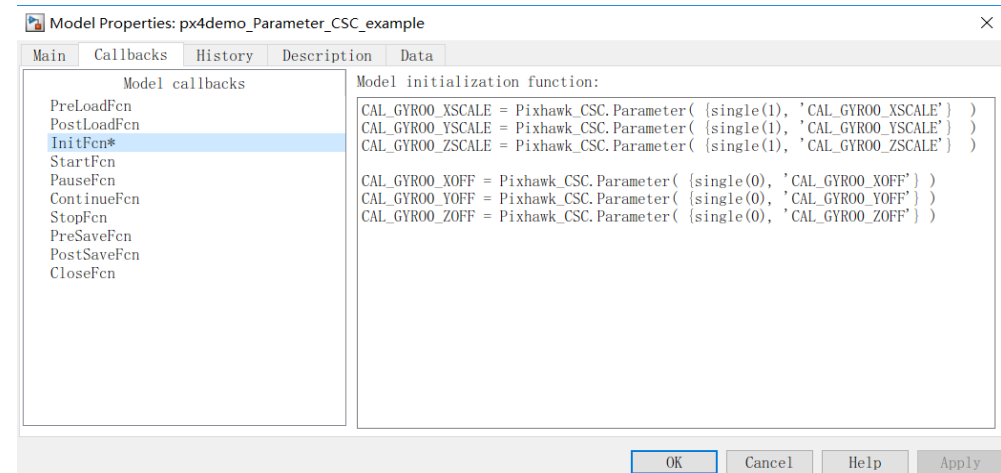 Model Properties: px4demo_Parameter_CSC_example
Main Callbacks History Description Data
Model callbacks
PreLoadFcn
PostLoadFcn
InitFcn*
StartFcn
PauseFcn
ContinueFcn
StopFcn
PreSaveFcn
PostSaveFcn
CloseFcn
Model initialization function:
CAL_GYRO0_XSCALE = Pixhawk_CSC.Parameter( {single(1), 'CAL_GYRO0_XSCALE'} )
CAL_GYRO0_YSCALE = Pixhawk_CSC.Parameter( {single(1), 'CAL_GYRO0_YSCALE'} )
CAL_GYRO0_ZSCALE = Pixhawk_CSC.Parameter( {single(1), 'CAL_GYRO0_ZSCALE'} )
CAL_GYRO0_XOFF = Pixhawk_CSC.Parameter( {single(0), 'CAL_GYRO0_XOFF'} )
CAL_GYRO0_YOFF = Pixhawk_CSC.Parameter( {single(0), 'CAL_GYRO0_YOFF'} )
CAL_GYRO0_ZOFF = Pixhawk_CSC.Parameter( {single(0), 'CAL_GYRO0_ZOFF'} )
OK Cancel Help Apply